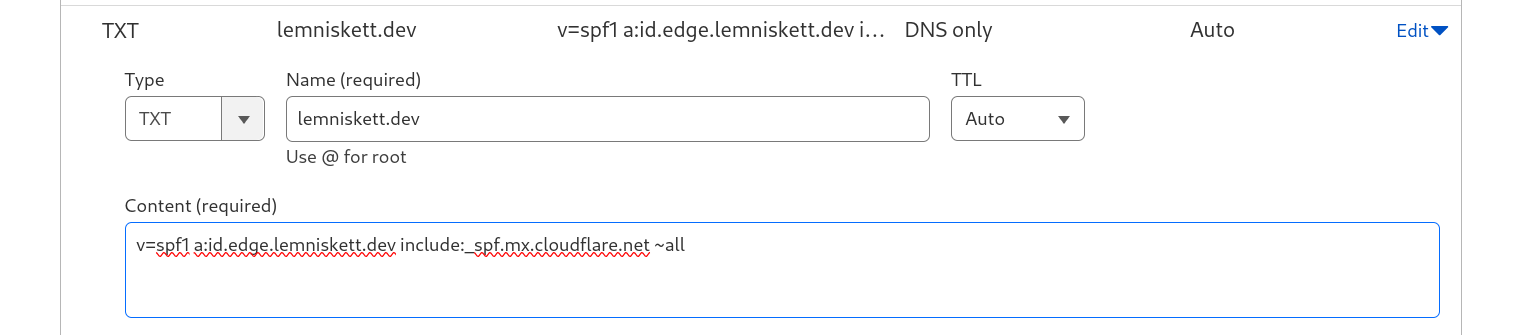 TXT lemniskett.dev v=spf1 a:id.edge.lemniskett.dev i... DNS only Auto Edit
Type Name (required) TTL
TXT lemniskett.dev Auto
Use @ for root
Content (required)
v=spf1 a:id.edge.lemniskett.dev include:_spf.mx.cloudflare.net ~all